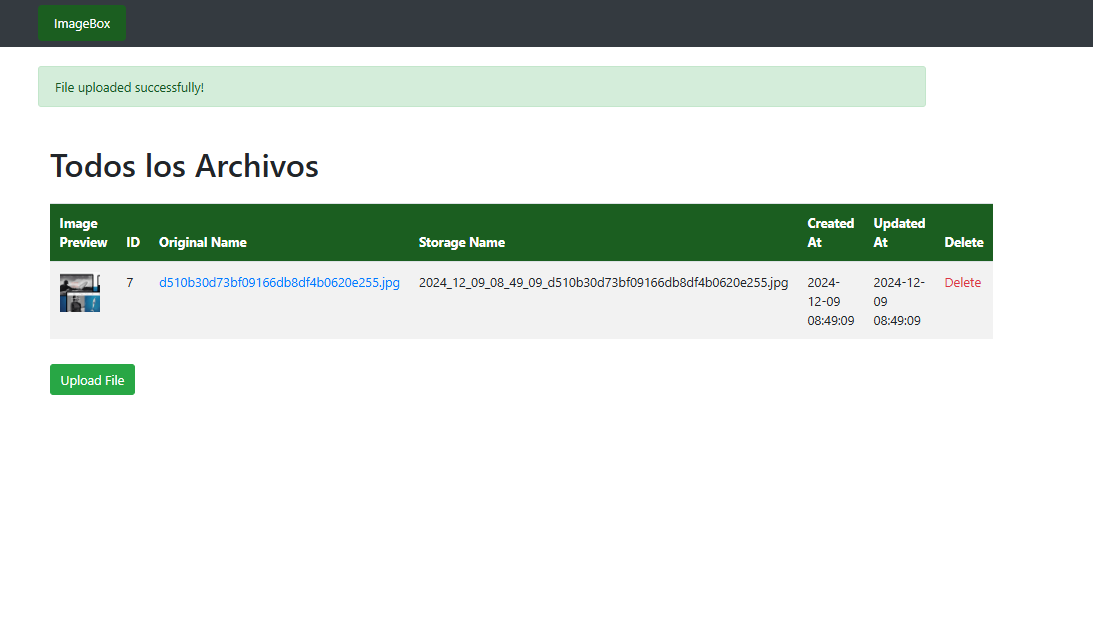 ImageBox
File uploaded successfully!
Todos los Archivos
Image Preview ID Original Name Storage Name Created At Updated At Delete
7 d510b30d73bf09166db8df4b0620e255.jpg 2024_12_09_08_49_09_d510b30d73bf09166db8df4b0620e255.jpg 2024-12-09 08:49:09 2024-12-09 08:49:09 Delete
Upload File